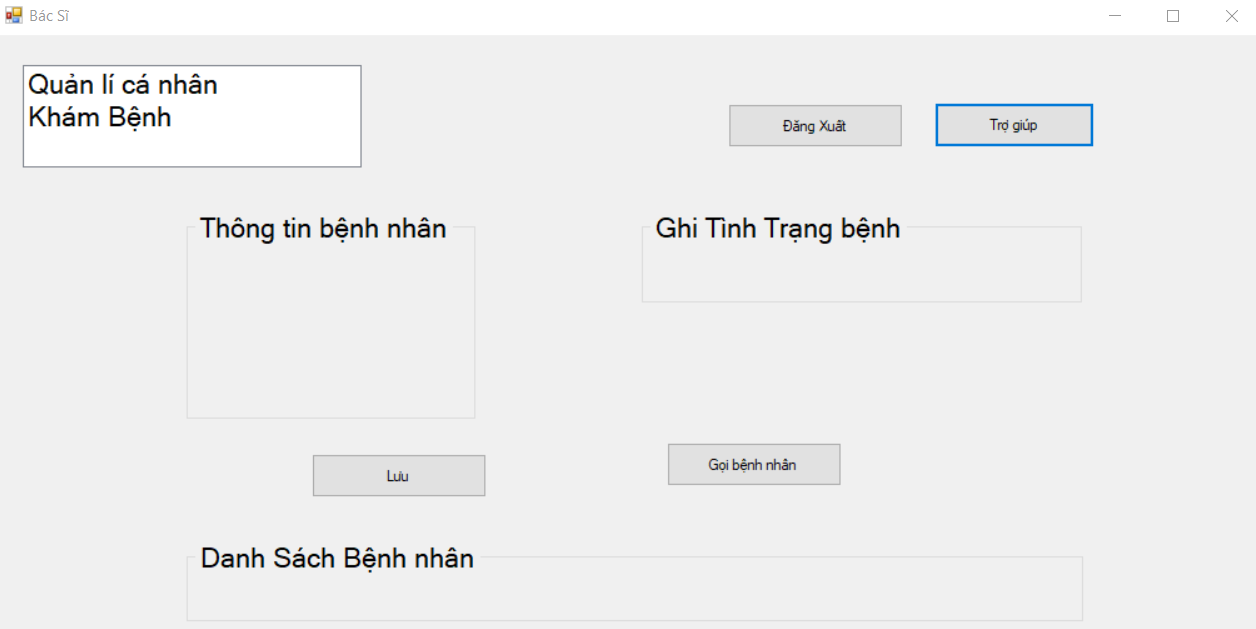 Bác Sĩ
Quản lí cá nhân
Khám Bệnh
Đăng Xuất
Trợ giúp
Thông tin bệnh nhân
Ghi Tình Trạng bệnh
Lưu
Gọi bệnh nhân
Danh Sách Bệnh nhân